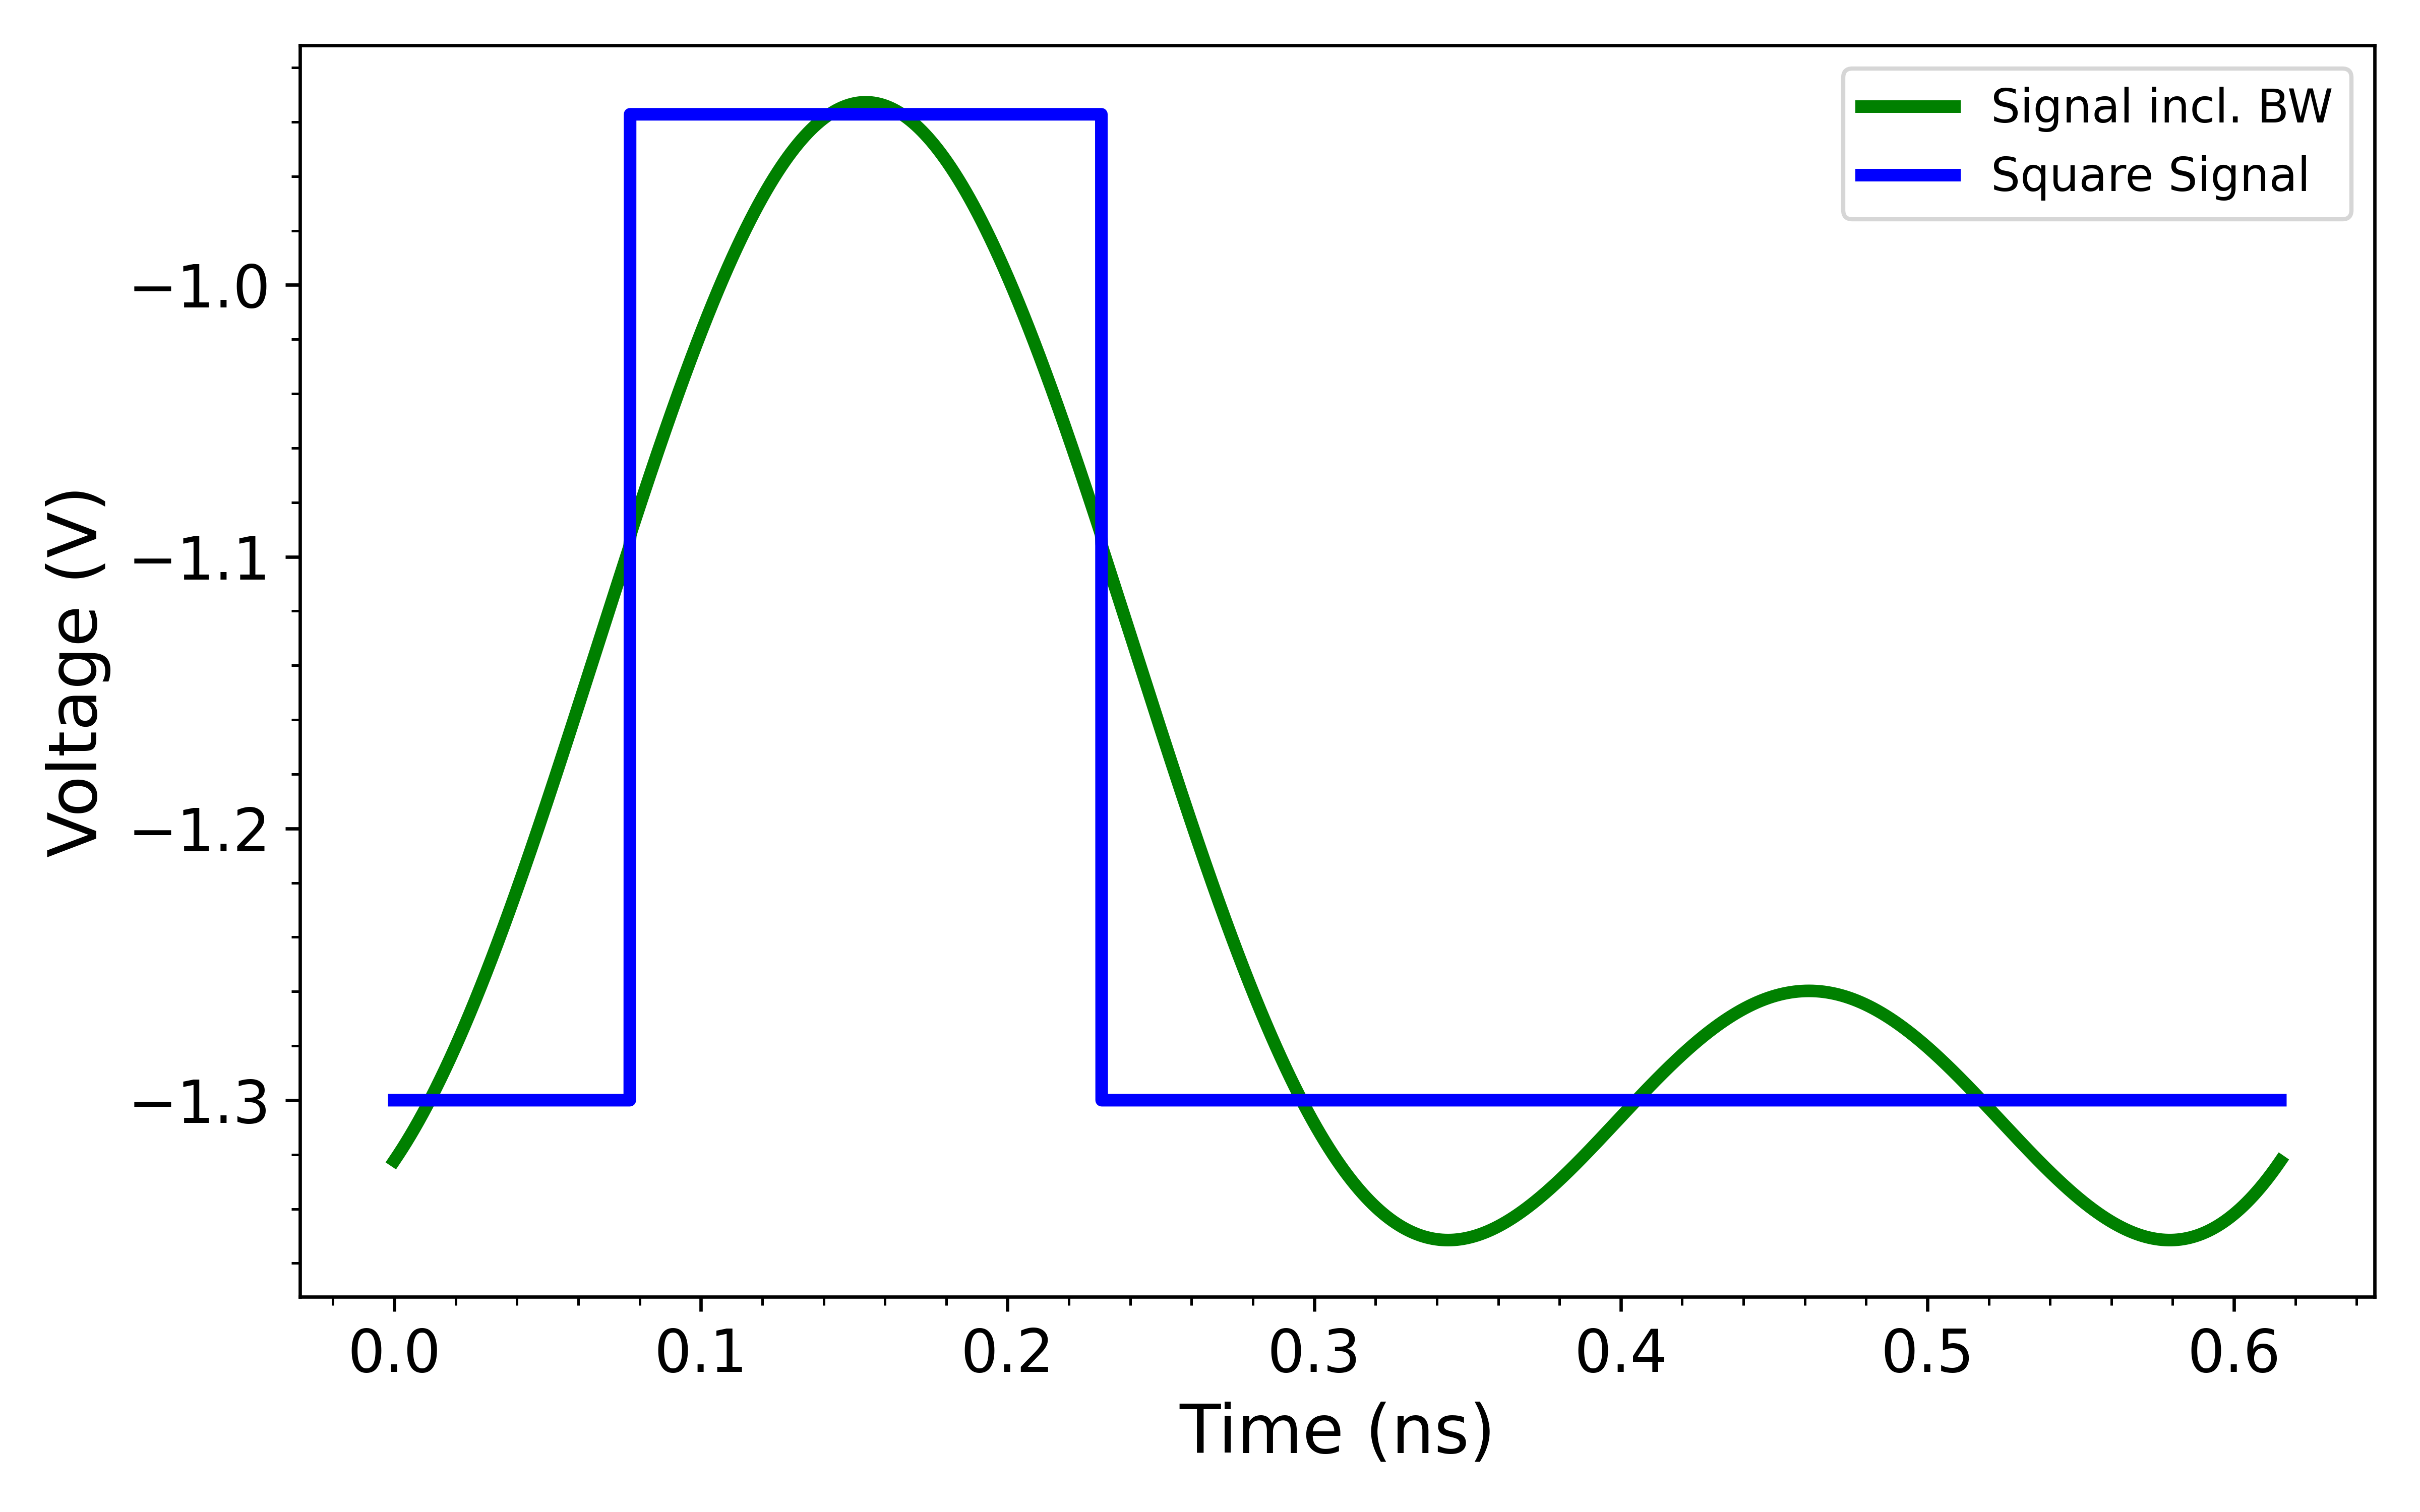 Signal incl. BW
Square Signal
−1.0
−1.1
−1.2
−1.3
Voltage (V)
0.0 0.1 0.2 0.3 0.4 0.5 0.6
Time (ns)